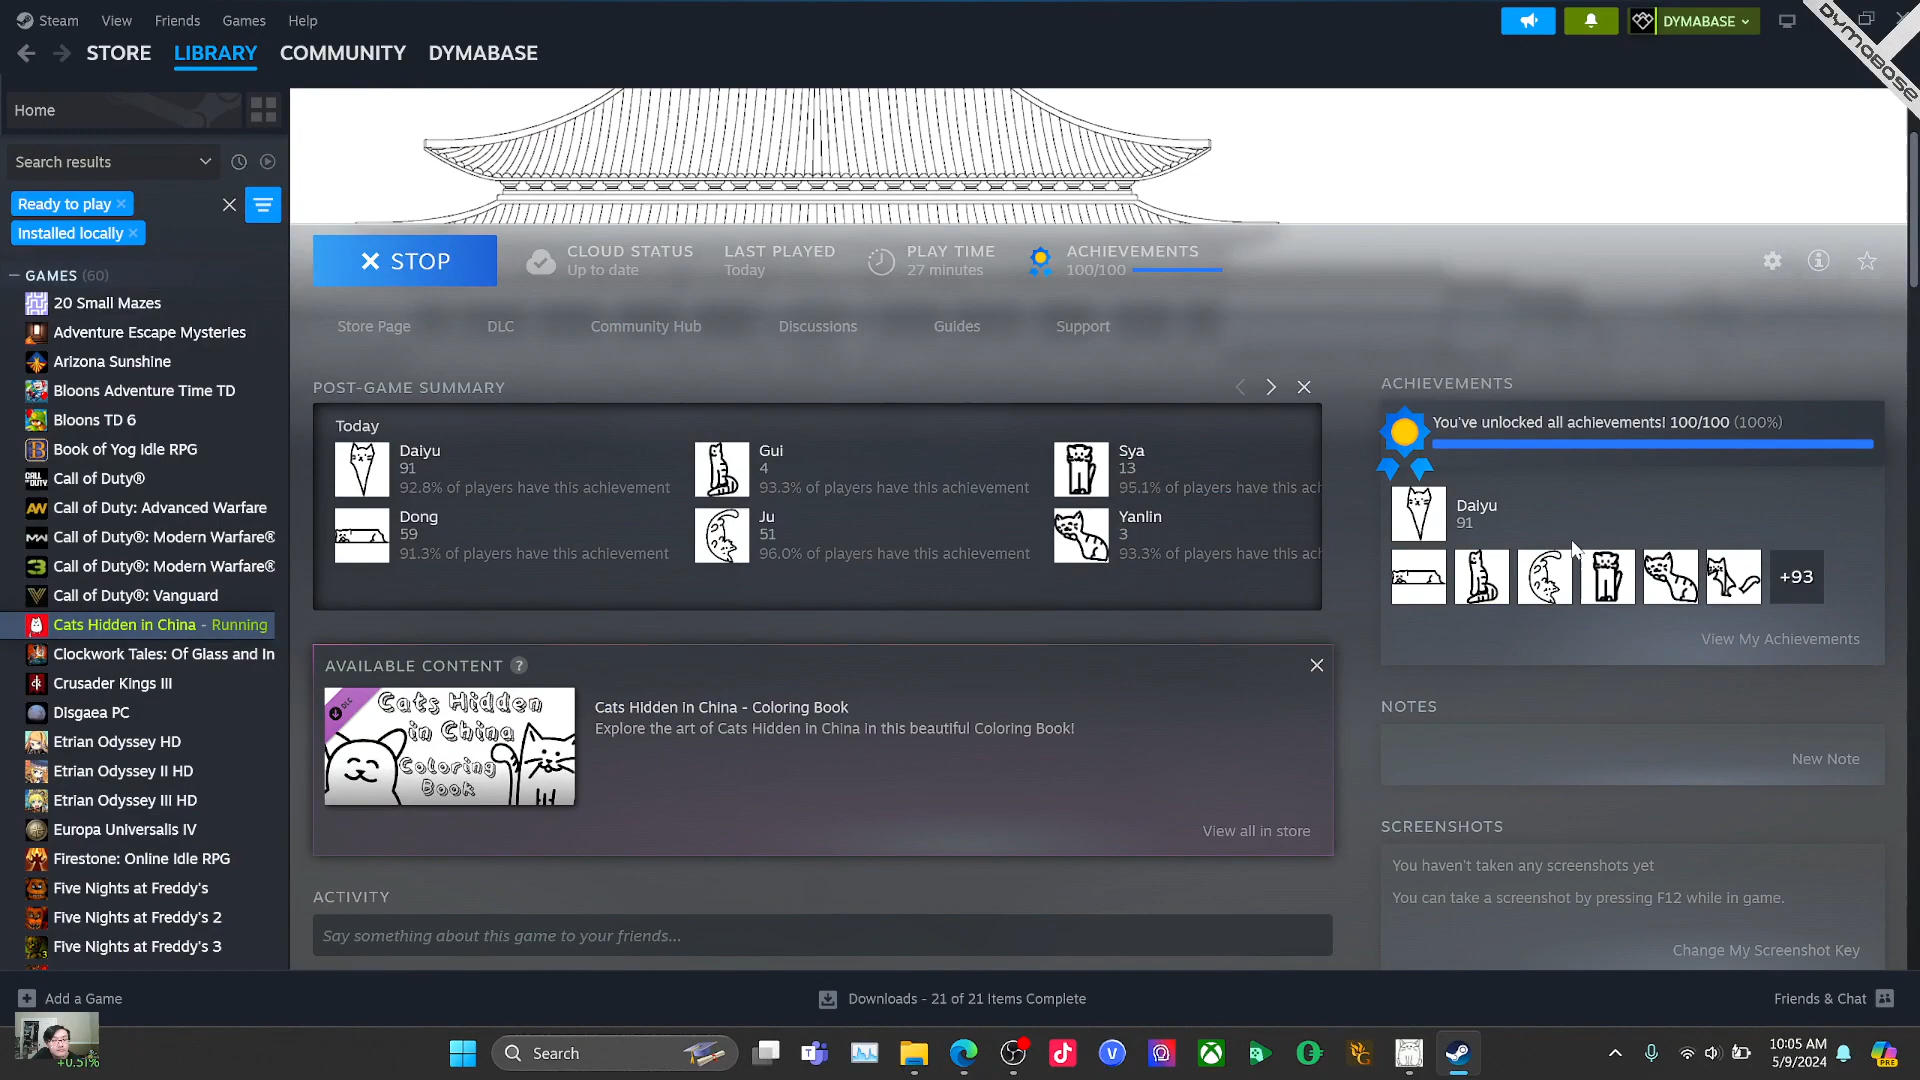 Steam View Friends Games Help
DYMABASE
DYMABASE
STORE LIBRARY COMMUNITY DYMABASE
Home
Search results
Ready to play
Installed locally
GAMES (60)
20 Small Mazes
Adventure Escape Mysteries
Arizona Sunshine
Bloons Adventure Time TD
Bloons TD 6
Book of Yog Idle RPG
Call of Duty®
Call of Duty: Advanced Warfare
Call of Duty®: Modern Warfare®
Call of Duty®: Modern Warfare®
Call of Duty®: Vanguard
Cats Hidden in China - Running
Clockwork Tales: Of Glass and In
Crusader Kings III
Disgaea PC
Etrian Odyssey HD
Etrian Odyssey II HD
Etrian Odyssey III HD
Europa Universalis IV
Firestone: Online Idle RPG
Five Nights at Freddy's
Five Nights at Freddy's 2
Five Nights at Freddy's 3
STOP
CLOUD STATUS
Up to date
LAST PLAYED
Today
PLAY TIME
27 minutes
ACHIEVEMENTS
100/100
Store Page DLC Community Hub Discussions Guides Support
POST-GAME SUMMARY
Today
Daiyu
91
92.8% of players have this achievement
Gui
4
93.3% of players have this achievement
Sya
13
95.1% of players have this ach
Dong
59
91.3% of players have this achievement
Ju
51
96.0% of players have this achievement
Yanlin
3
93.3% of players have this ach
AVAILABLE CONTENT ?
DLC
Cats Hidden
in China
Coloring
Book
Cats Hidden in China - Coloring Book
Explore the art of Cats Hidden in China in this beautiful Coloring Book!
View all in store
ACTIVITY
Say something about this game to your friends...
ACHIEVEMENTS
You've unlocked all achievements! 100/100 (100%)
Daiyu
91
+93
View My Achievements
NOTES
New Note
SCREENSHOTS
You haven't taken any screenshots yet
You can take a screenshot by pressing F12 while in game.
Change My Screenshot Key
Add a Game
Downloads - 21 of 21 Items Complete
Friends & Chat
+0.51%
Search
10:05 AM
5/9/2024
PRE